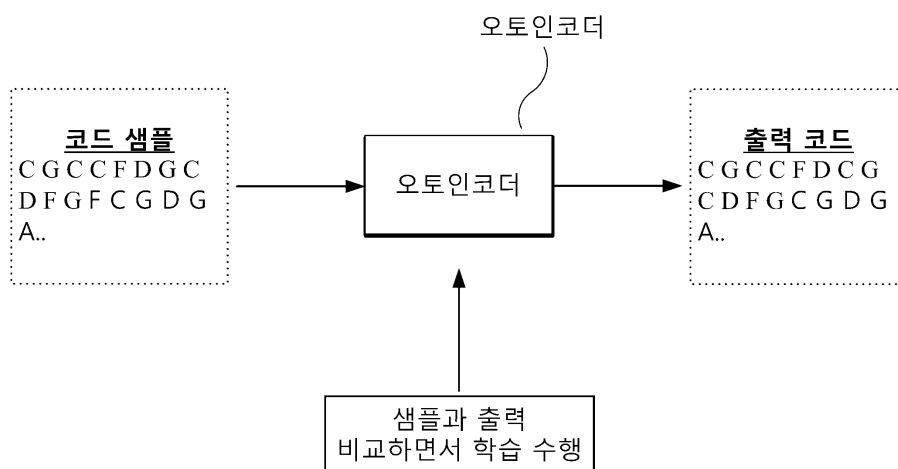 오토인코더
코드 샘플
C G C C F D G C
D F G F C G D G
A..
오토인코더
출력 코드
C G C C F D C G
C D F G C G D G
A..
샘플과 출력
비교하면서 학습 수행